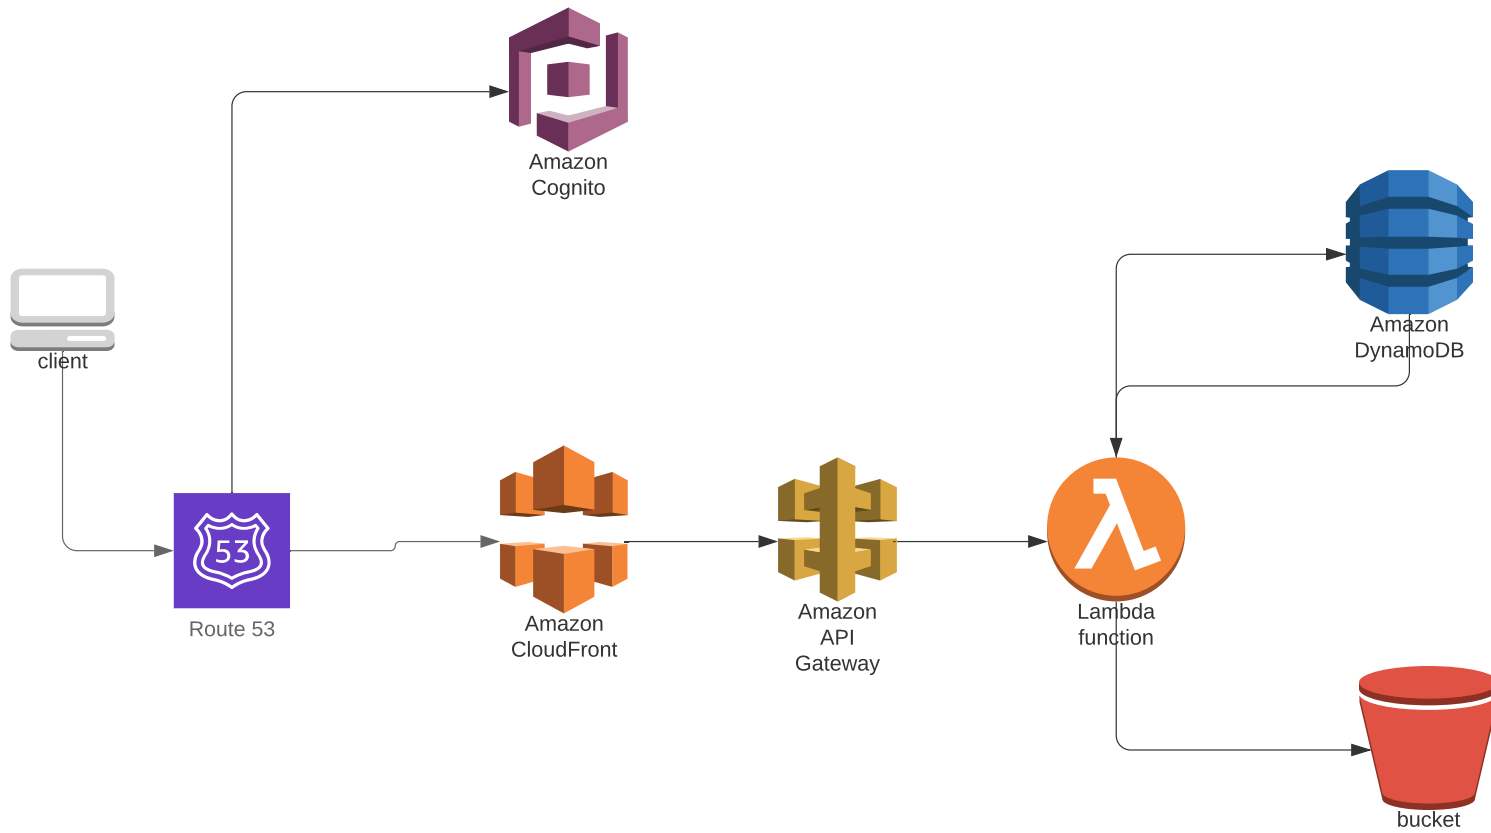 Amazon
Cognito
client
Amazon
DynamoDB
53
Route 53
Amazon
CloudFront
Amazon
API
Gateway
Lambda
function
bucket